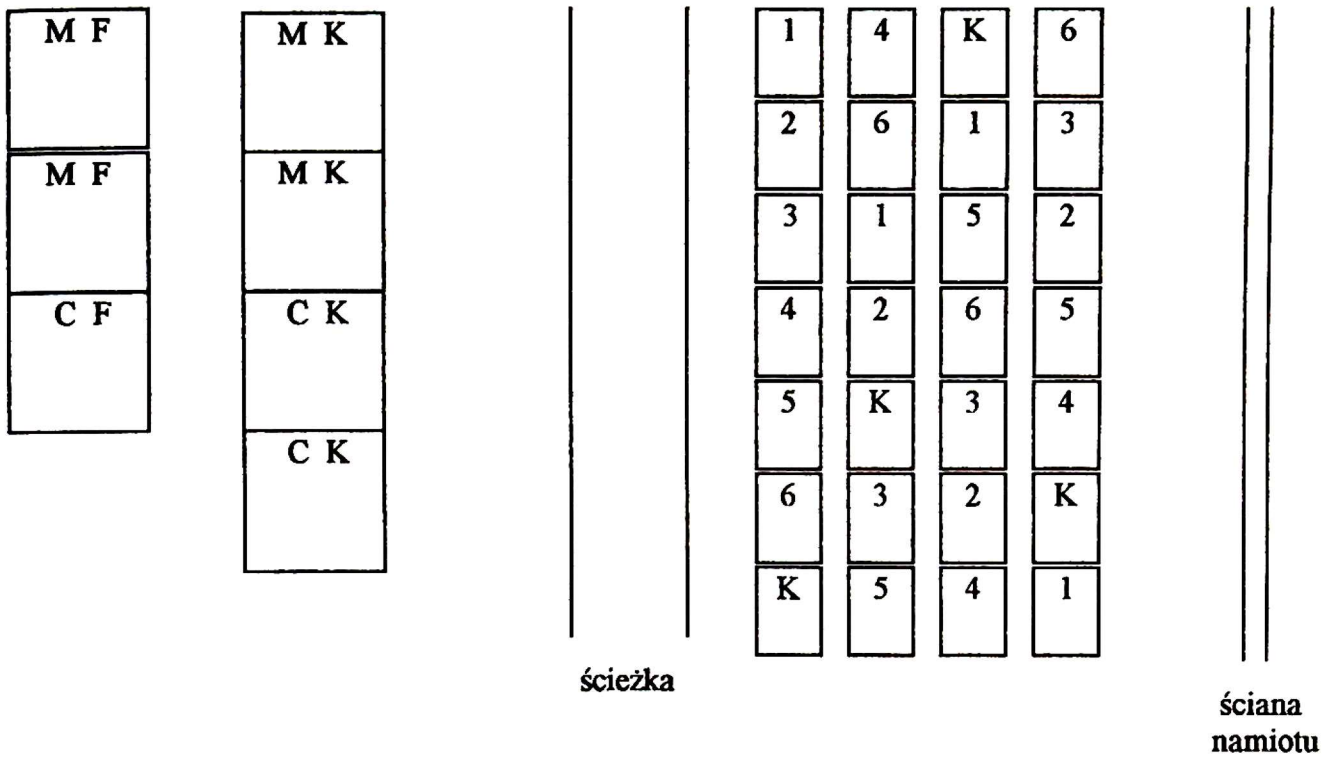 M F M K 1 4 K 6
2 6 1 3
M F M K
3 1 5 2
C F C K 4 2 6 5
5 K 3 4
C K
6 3 2 K
K 5 4 1
ścieżka
ściana
namiotu